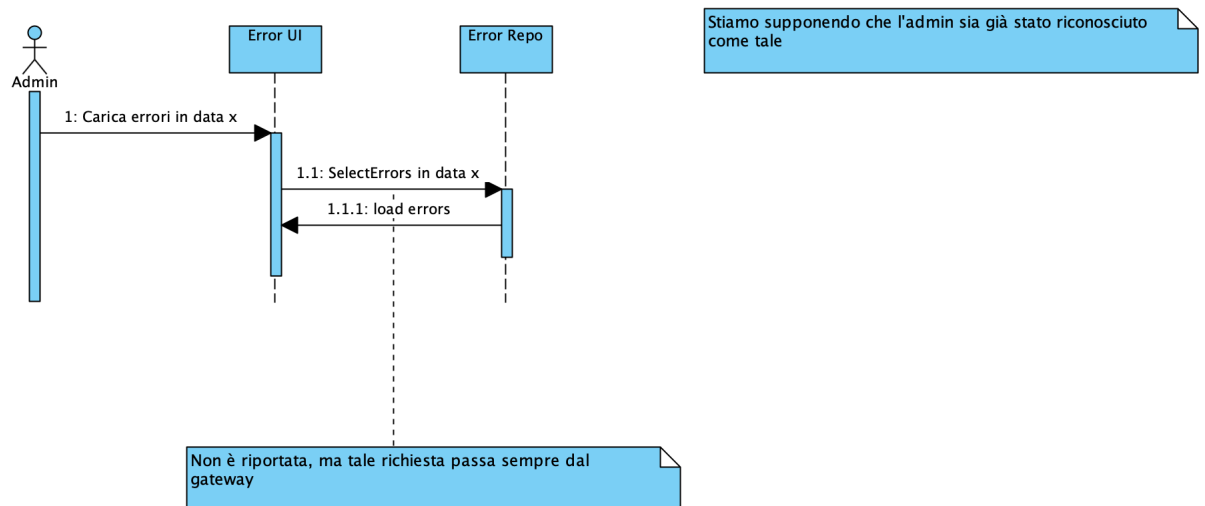 Stiamo supponendo che l'admin sia già stato riconosciuto
come tale
Error UI
Error Repo
Admin
1: Carica errori in data x
1.1: SelectErrors in data x
1.1.1: load errors
Non è riportata, ma tale richiesta passa sempre dal
gateway